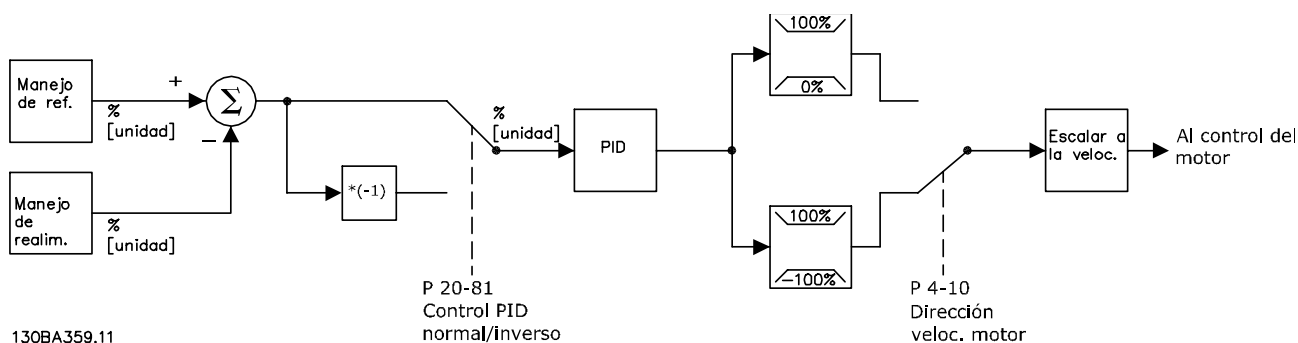 Manejo
de ref.
+
%
[unidad]
Σ
−
Manejo
de
realim.
%
[unidad]
*(-1)
P 20-81
Control PID
normal/inverso
%
[unidad]
PID
100%
0%
100%
−100%
P 4-10
Dirección
veloc. motor
Escalar a
la veloc.
Al control del
motor
130BA359.11